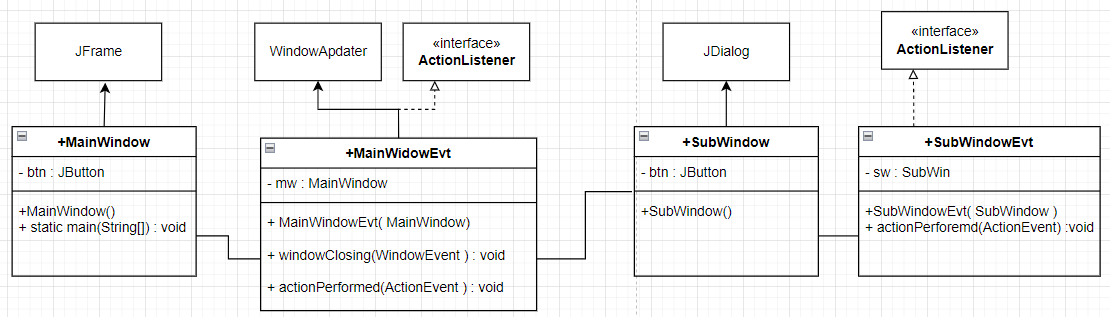 JFrame
WindowApdater
«interface»
ActionListener
JDialog
«interface»
ActionListener
+MainWindow
- btn : JButton
+MainWindow()
+ static main(String[]) : void
+MainWidowEvt
- mw : MainWindow
+ MainWindowEvt( MainWindow)
+ windowClosing(WindowEvent ) : void
+ actionPerformed(ActionEvent ) : void
+SubWindow
- btn : JButton
+SubWindow()
+SubWindowEvt
- sw : SubWin
+SubWindowEvt( SubWindow )
+ actionPerforemd(ActionEvent) :void